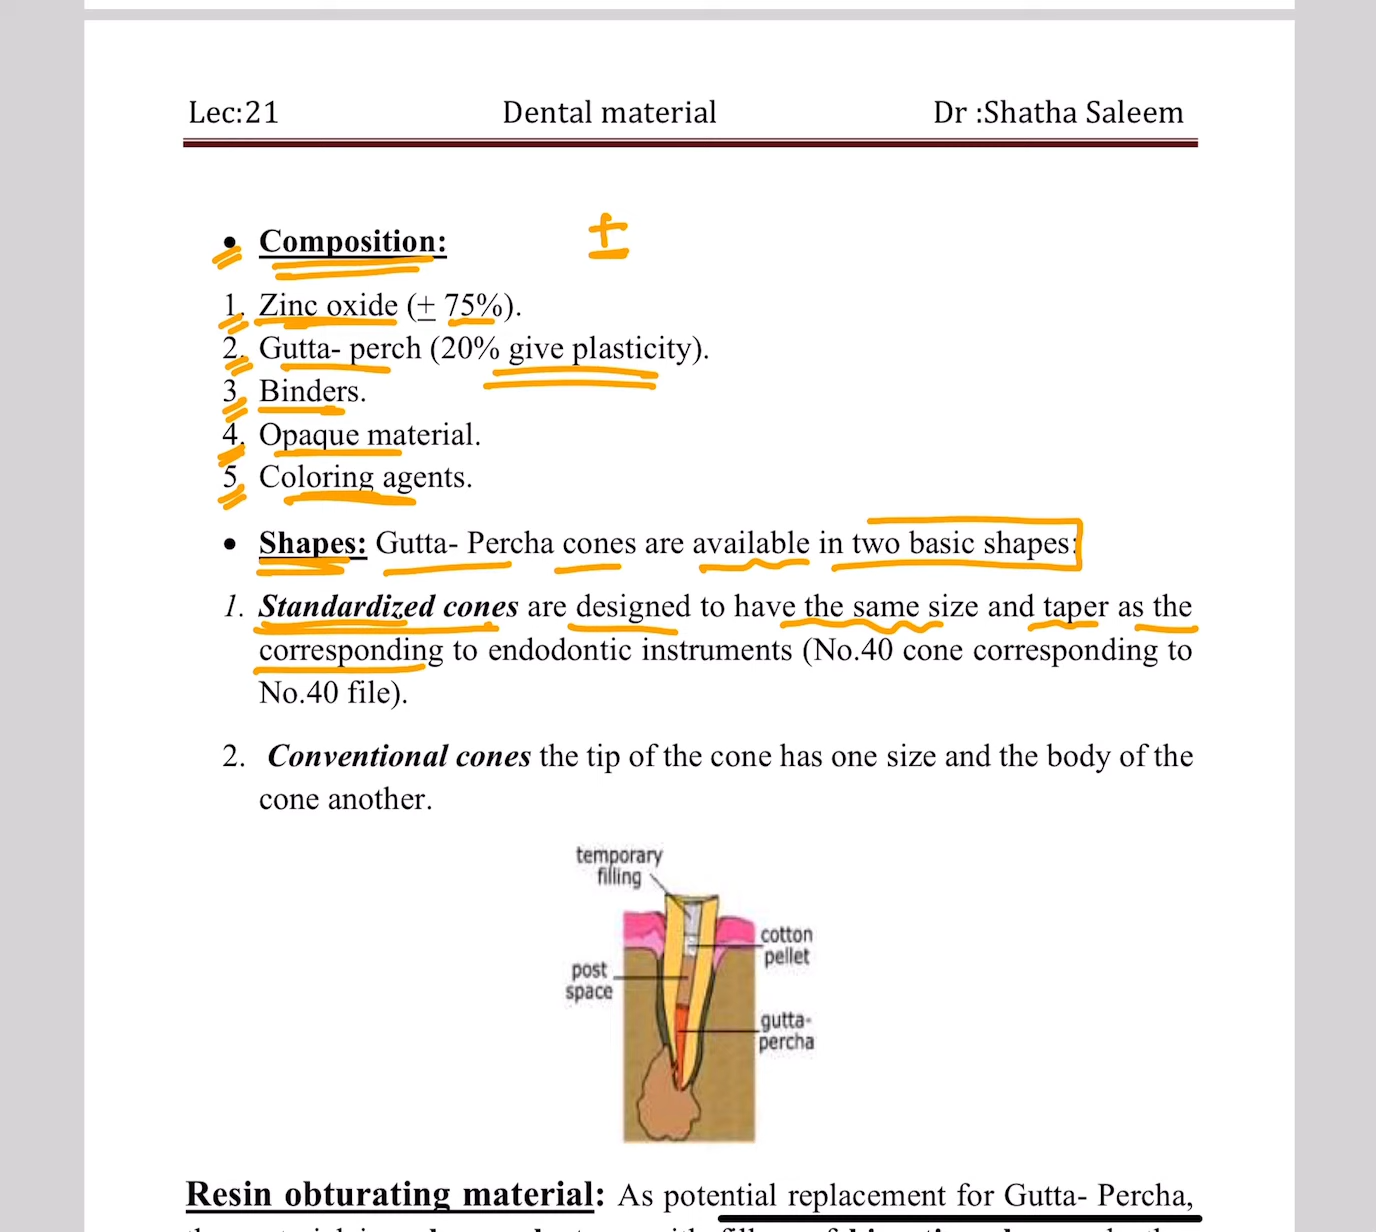 Lec:21 Dental material Dr :Shatha Saleem
±
• Composition:
1. Zinc oxide (± 75%).
2. Gutta- perch (20% give plasticity).
3. Binders.
4. Opaque material.
5. Coloring agents.
• Shapes: Gutta- Percha cones are available in two basic shapes:
1. Standardized cones are designed to have the same size and taper as the
corresponding to endodontic instruments (No.40 cone corresponding to
No.40 file).
2. Conventional cones the tip of the cone has one size and the body of the
cone another.
temporary
filling
cotton
pellet
post
space
gutta-
percha
Resin obturating material: As potential replacement for Gutta- Percha,